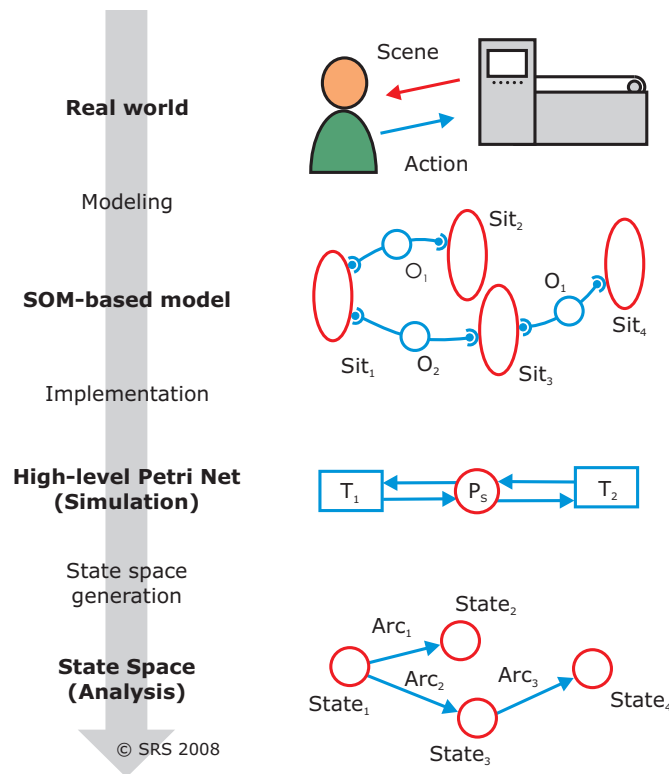 Scene
Real world
Action
Modeling
Sit₂
O₁
SOM-based model
O₁
Sit₁
O₂
Sit₃
Sit₄
Implementation
High-level Petri Net
(Simulation)
T₁
Pₛ
T₂
State space
generation
State₂
Arc₁
State Space
(Analysis)
Arc₂
Arc₃
State₁
State₄
State₃
© SRS 2008